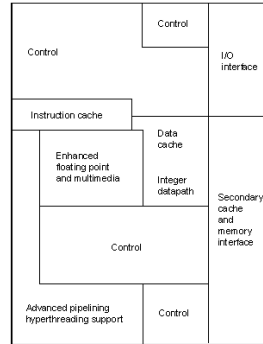 Control
Control
I/O
interface
Instruction cache
Data
cache
Enhanced
floating point
and multimedia
Integer
datapath
Secondary
cache
and
memory
interface
Control
Advanced pipelining
hyperthreading support
Control